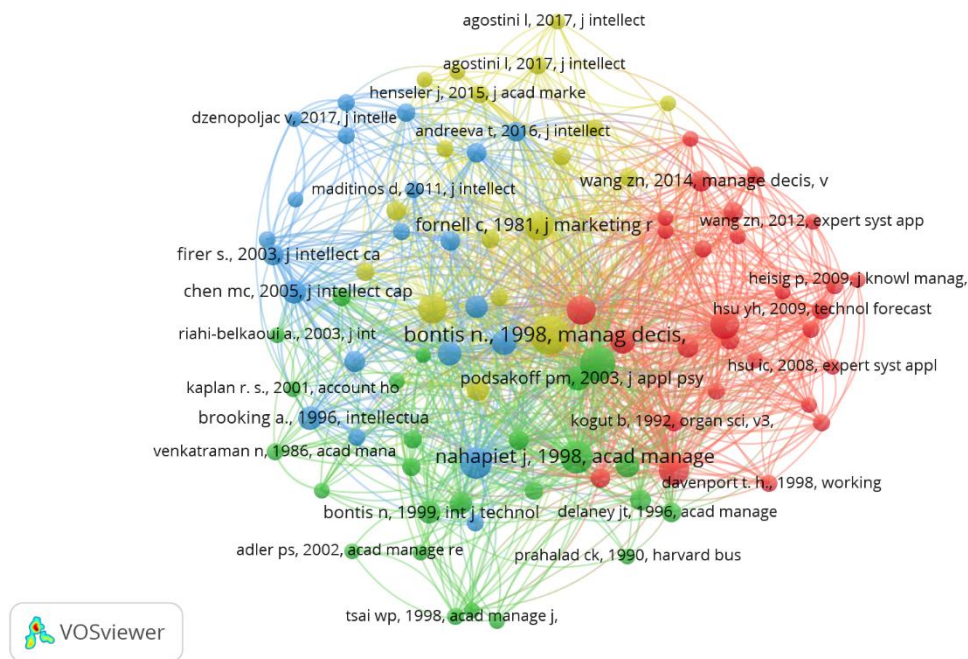 agostini l, 2017, j intellect
agostini l, 2017, j intellect
henseler j, 2015, j acad marke
dzenopoljac v, 2017, j intelle
andreeva t, 2016, j intellect
maditinos d, 2011, j intellect
wang zn, 2014, manage decis, v
fornell c, 1981, j marketing r
wang zn, 2012, expert syst app
firer s., 2003, j intellect ca
heisig p, 2009, j knowl manag,
chen mc, 2005, j intellect cap
hsu yh, 2009, technol forecast
riahi-belkaoui a., 2003, j int
bontis n., 1998, manag decis,
hsu ic, 2008, expert syst appl
podsakoff pm, 2003, j appl psy
kaplan r. s., 2001, account ho
brooking a., 1996, intellectua
kogut b, 1992, organ sci, v3,
venkatraman n, 1986, acad mana
nahapiet j, 1998, acad manage
davenport t. h., 1998, working
bontis n, 1999, int j technol
delaney jt, 1996, acad manage
adler ps, 2002, acad manage re
prahalad ck, 1990, harvard bus
tsai wp, 1998, acad manage j,
VOSviewer